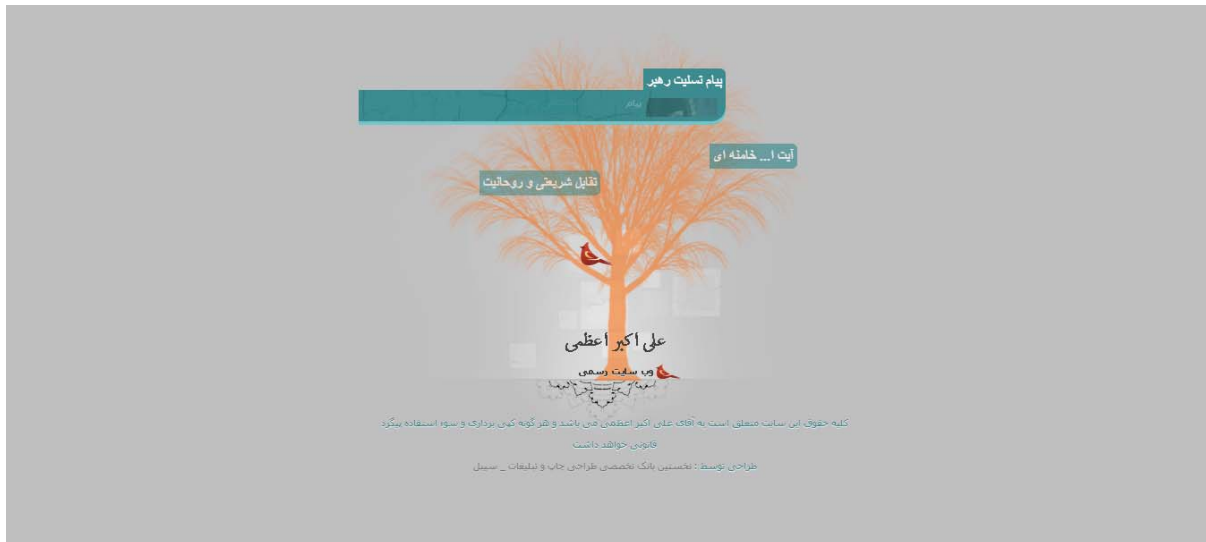 پیام تسلیت رهبر
پیام
آیت ا... خامنه ای
تقابل شریعتی و روحانیت
علی اکبر اعظمی
وب سایت رسمی
کلیه حقوق این سایت متعلق است به آقای علی اکبر اعظمی می باشد و هر گونه کپی برداری و سوء استفاده پیگرد
قانونی خواهد داشت
طراحی توسط : نخستین بانک تخصصی طراحی چاپ و تبلیغات _ سیبل